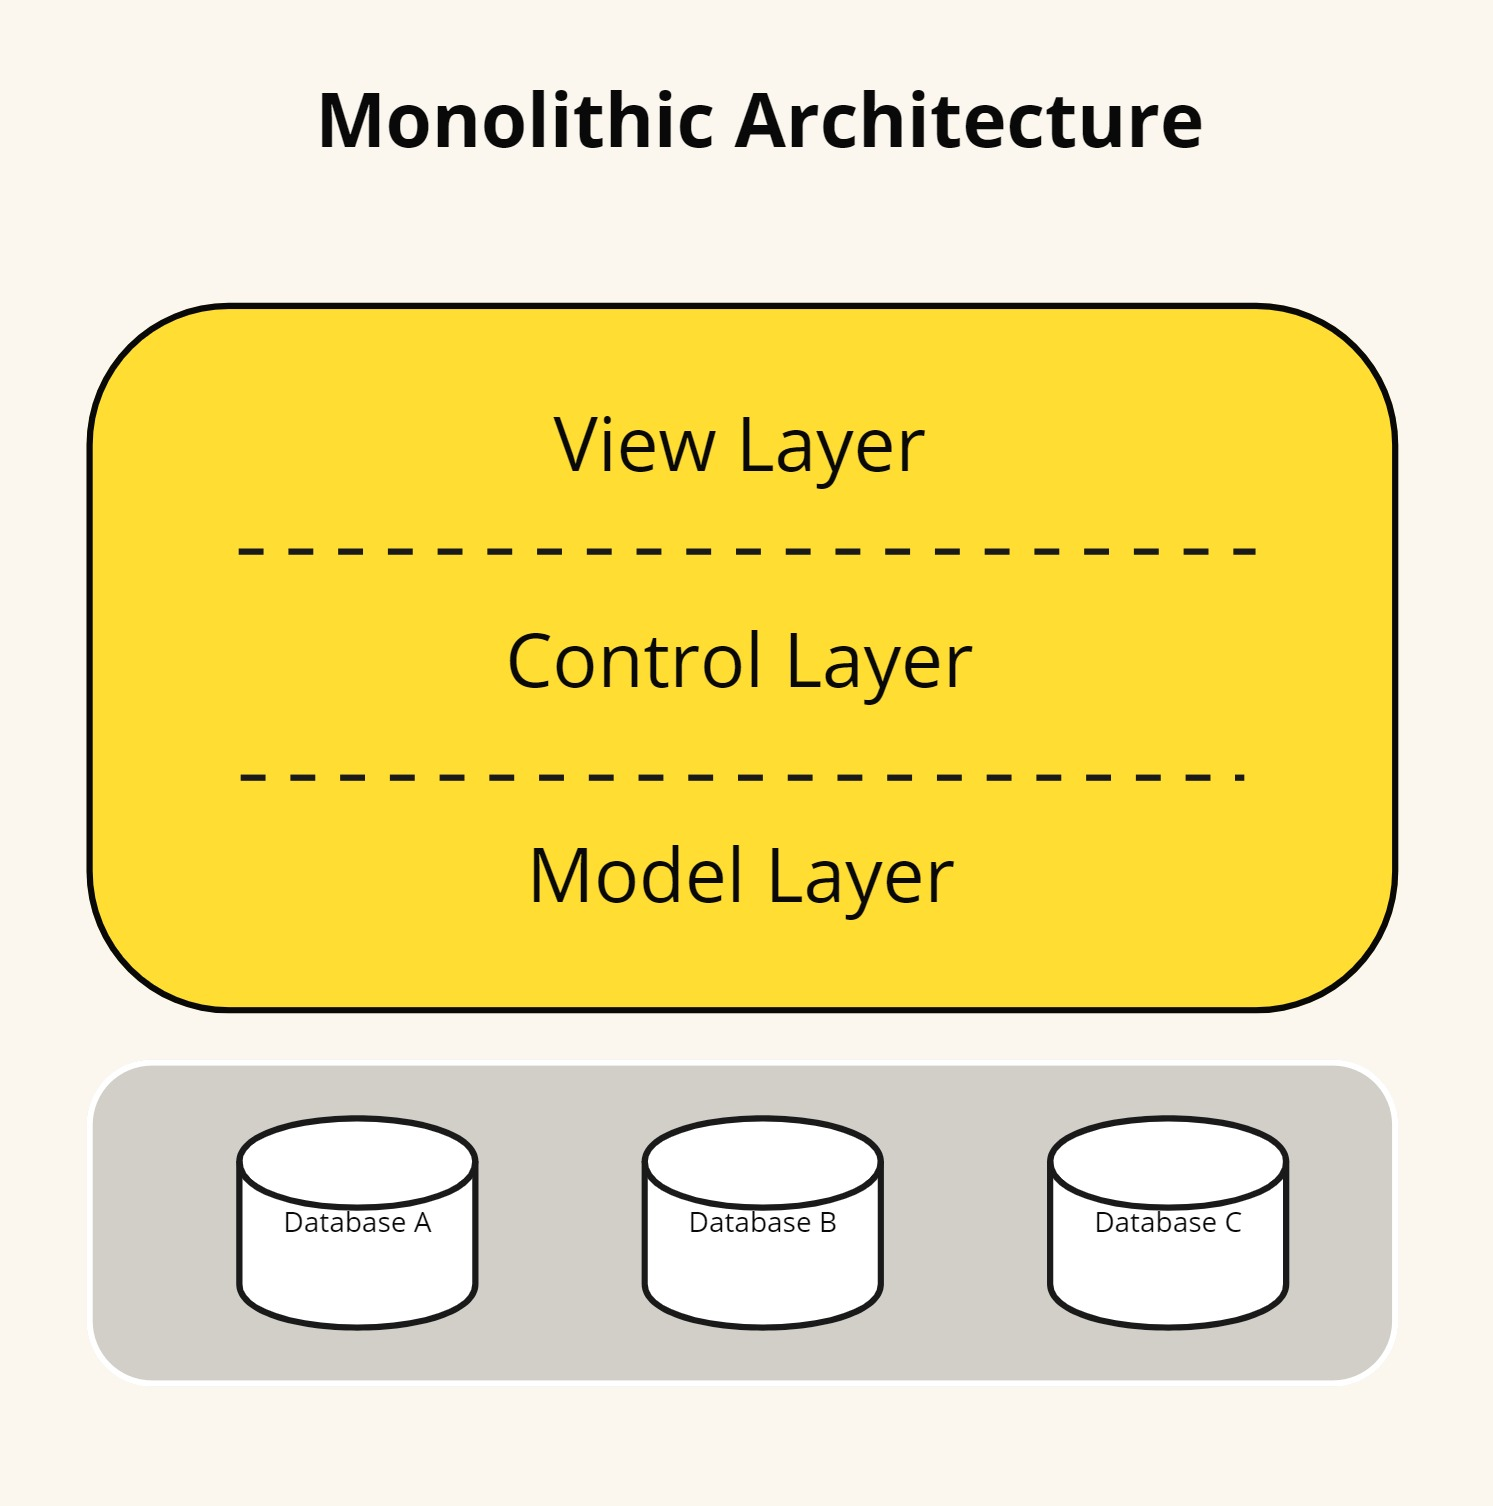 Monolithic Architecture
View Layer
Control Layer
Model Layer
Database A
Database B
Database C